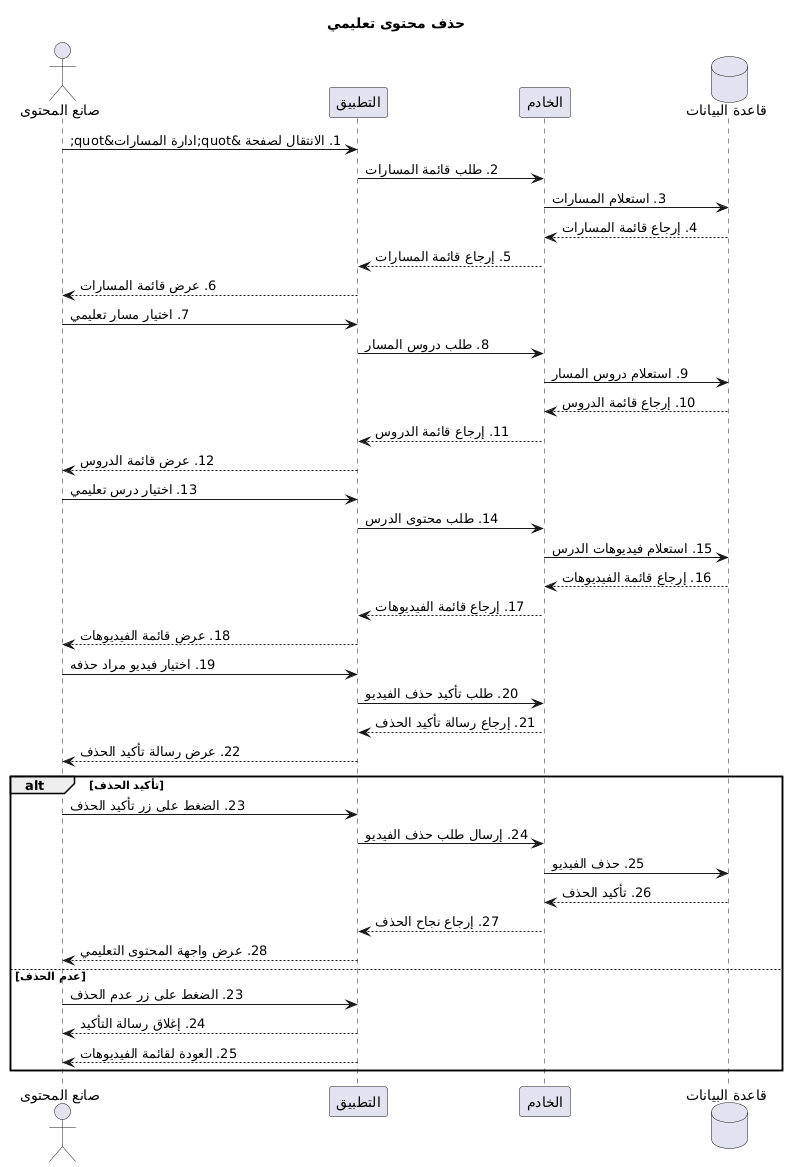 حذف محتوى تعليمي
صانع المحتوى
التطبيق
الخادم
قاعدة البيانات
1. الانتقال لصفحة &quot;ادارة المسارات&quot;
2. طلب قائمة المسارات
3. استعلام المسارات
4. إرجاع قائمة المسارات
5. إرجاع قائمة المسارات
6. عرض قائمة المسارات
7. اختيار مسار تعليمي
8. طلب دروس المسار
9. استعلام دروس المسار
10. إرجاع قائمة الدروس
11. إرجاع قائمة الدروس
12. عرض قائمة الدروس
13. اختيار درس تعليمي
14. طلب محتوى الدرس
15. استعلام فيديوهات الدرس
16. إرجاع قائمة الفيديوهات
17. إرجاع قائمة الفيديوهات
18. عرض قائمة الفيديوهات
19. اختيار فيديو مراد حذفه
20. طلب تأكيد حذف الفيديو
21. إرجاع رسالة تأكيد الحذف
22. عرض رسالة تأكيد الحذف
alt [تأكيد الحذف]
23. الضغط على زر تأكيد الحذف
24. إرسال طلب حذف الفيديو
25. حذف الفيديو
26. تأكيد الحذف
27. إرجاع نجاح الحذف
28. عرض واجهة المحتوى التعليمي
[عدم الحذف]
23. الضغط على زر عدم الحذف
24. إغلاق رسالة التأكيد
25. العودة لقائمة الفيديوهات
صانع المحتوى
التطبيق
الخادم
قاعدة البيانات